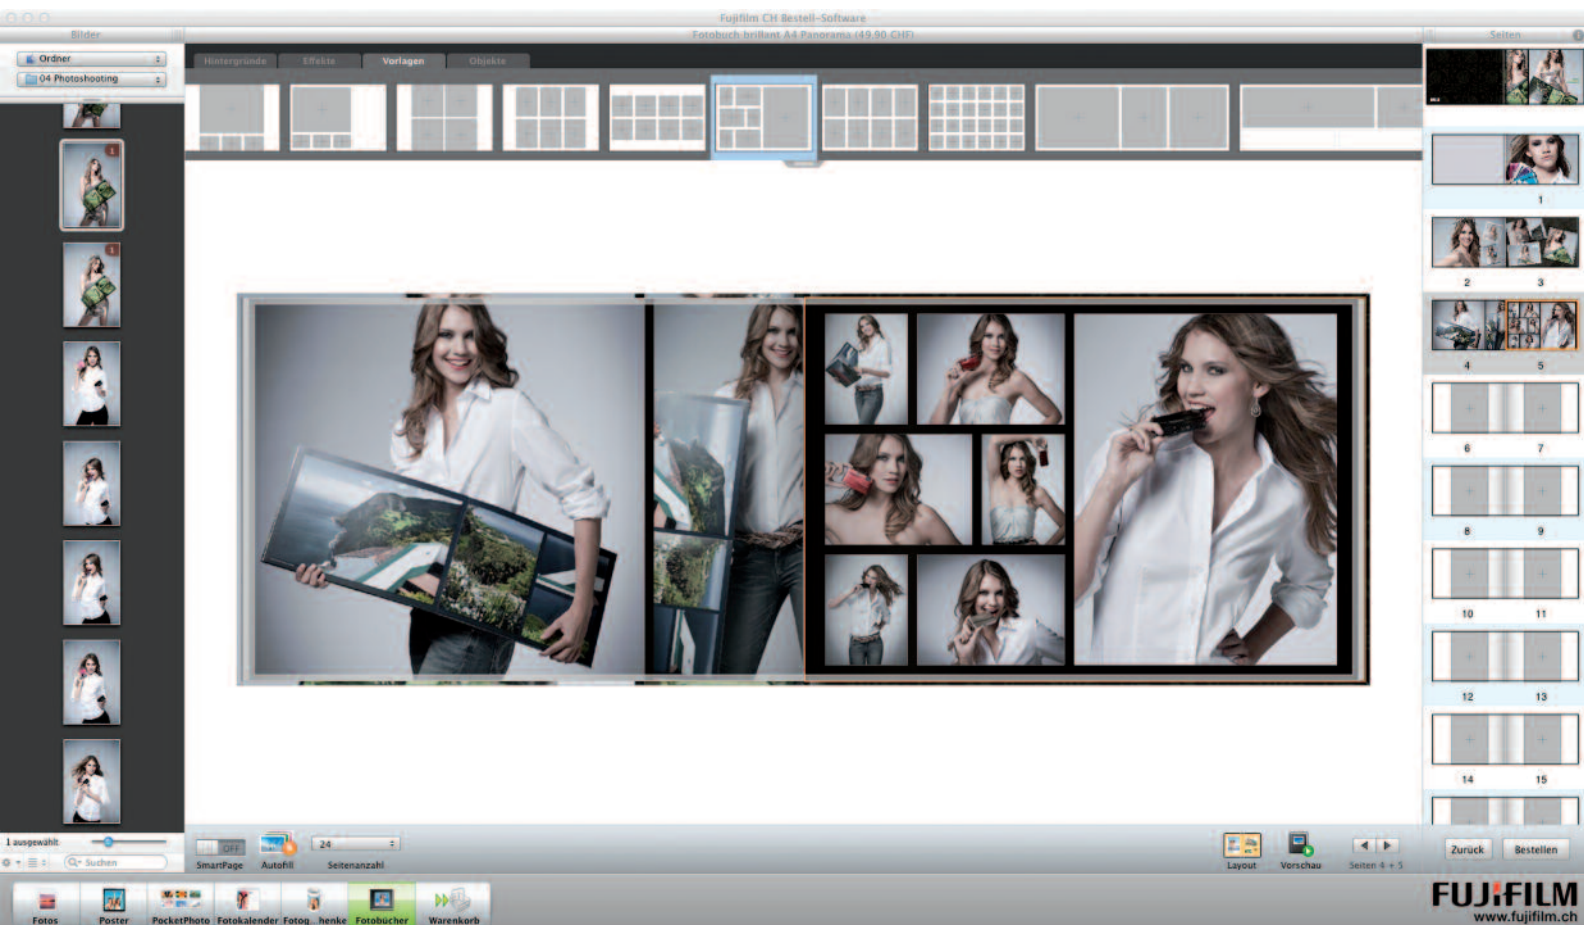 Fujifilm CH Bestell-Software
Bilder
Fotobuch brillant A4 Panorama (49.90 CHF)
Seiten
Ordner
04 Photoshooting
Hintergründe
Effekte
Vorlagen
Objekte
1
1
1
2 3
4 5
6 7
8 9
10 11
12 13
14 15
1 ausgewählt
Suchen
OFF
SmartPage
Autofill
24
Seitenanzahl
Layout
Vorschau
Seiten 4 + 5
Zurück
Bestellen
Fotos
Poster
PocketPhoto
Fotokalender
Fotog...henke
Fotobücher
Warenkorb
FUJIFILM
www.fujifilm.ch